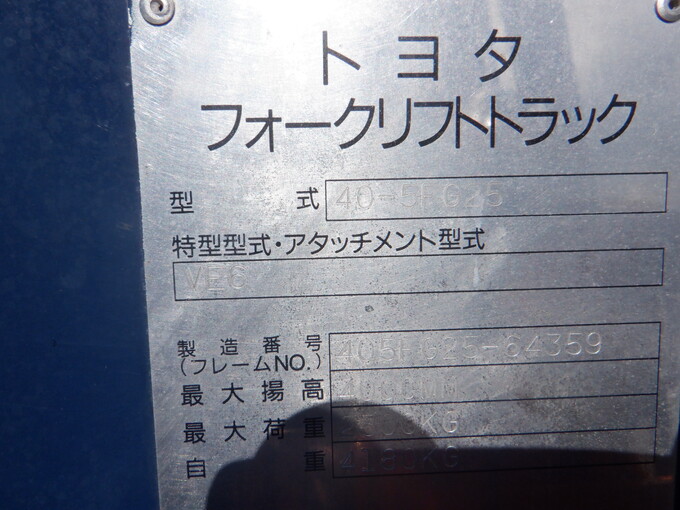 トヨタ
フォークリフトトラック
型 式 40-5FG25
特型型式・アタッチメント型式
VEG
製造番号
(フレームNO.) 405FG25-64359
最大揚高
最大荷重
自 重